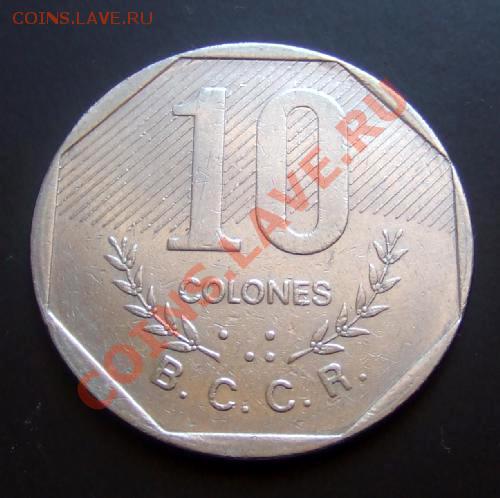 COINS.LAVE.RU
10
COLONES
B. C. C. R.
COINS.LAVE.RU